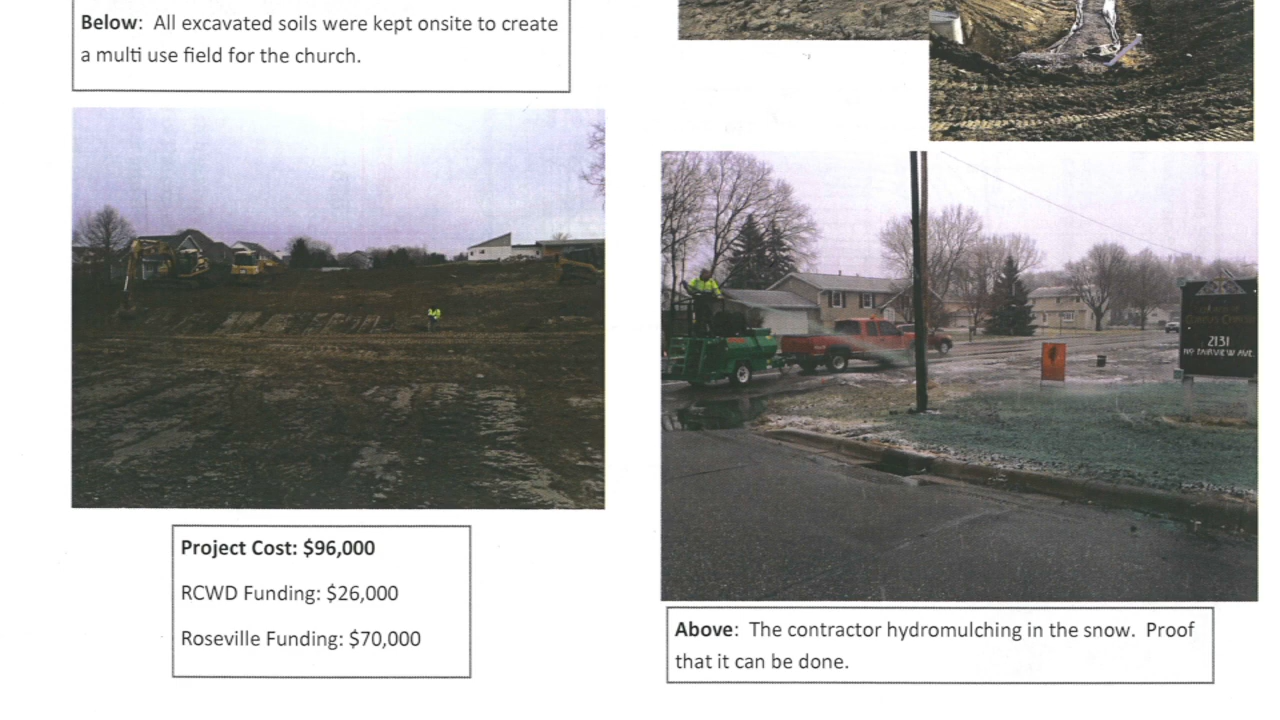 Below: All excavated soils were kept onsite to create
a multi use field for the church.
Project Cost: $96,000
RCWD Funding: $26,000
Roseville Funding: $70,000
2131
FAIRVIEW AVE.
Above: The contractor hydromulching in the snow. Proof
that it can be done.